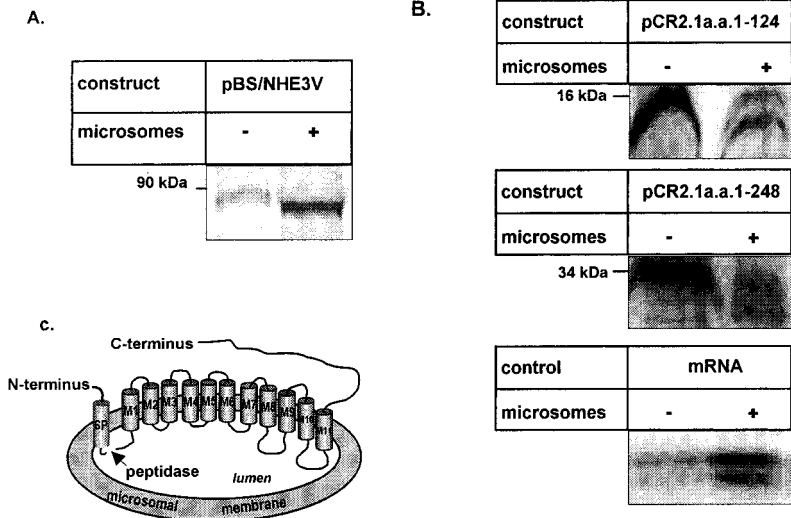 A.
construct pBS/NHE3V
microsomes - +
90 kDa
B.
construct pCR2.1a.a.1-124
microsomes - +
16 kDa
construct pCR2.1a.a.1-248
microsomes - +
34 kDa
control mRNA
microsomes - +
c.
C-terminus
N-terminus
SP M1 M2 M3 M4 M5 M6 M7 M8 M9 M10 M11
peptidase
lumen
microsomal membrane